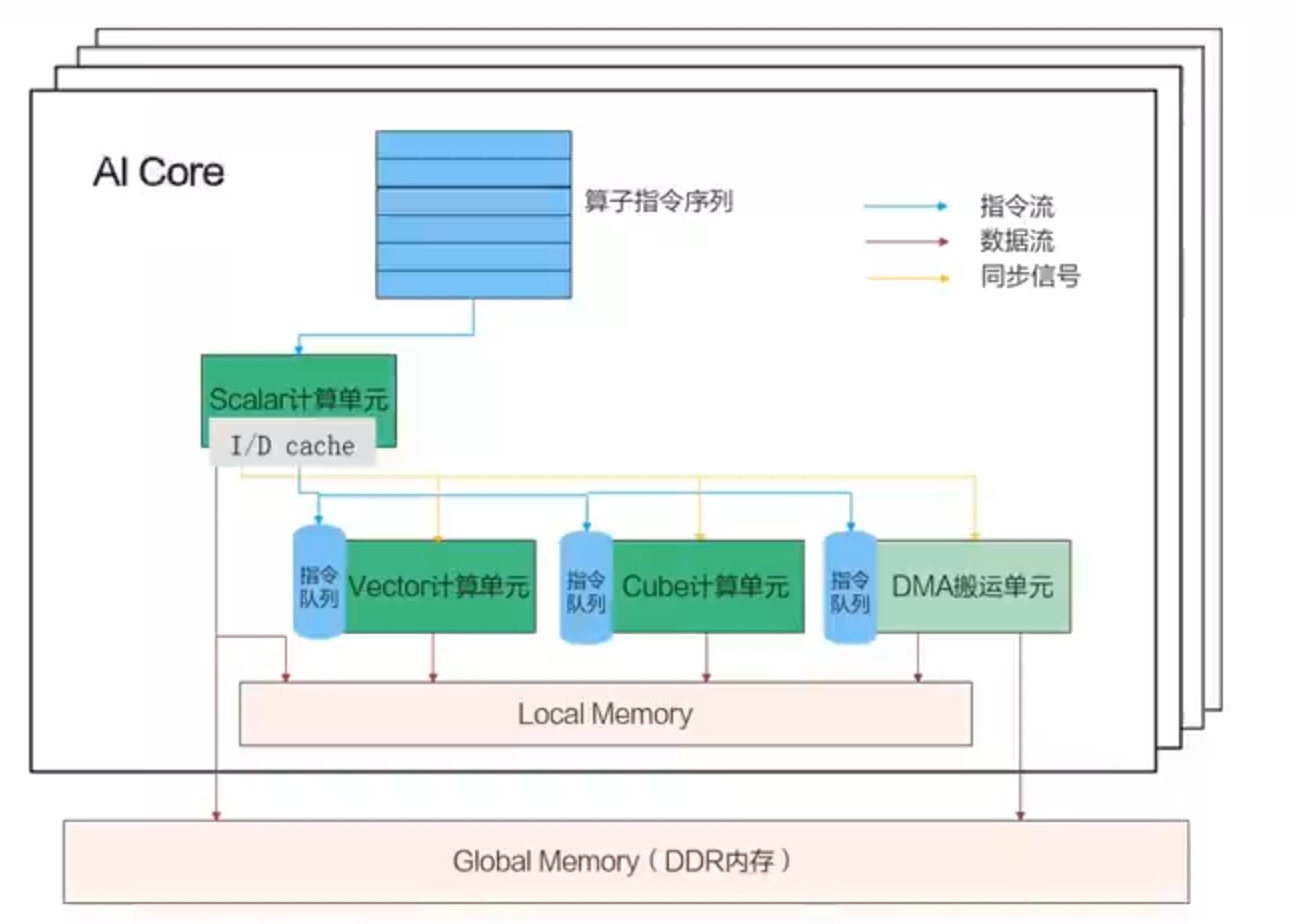 AI Core
算子指令序列
指令流
数据流
同步信号
Scalar计算单元
I/D cache
指令
队列
Vector计算单元
指令
队列
Cube计算单元
指令
队列
DMA搬运单元
Local Memory
Global Memory（DDR内存）